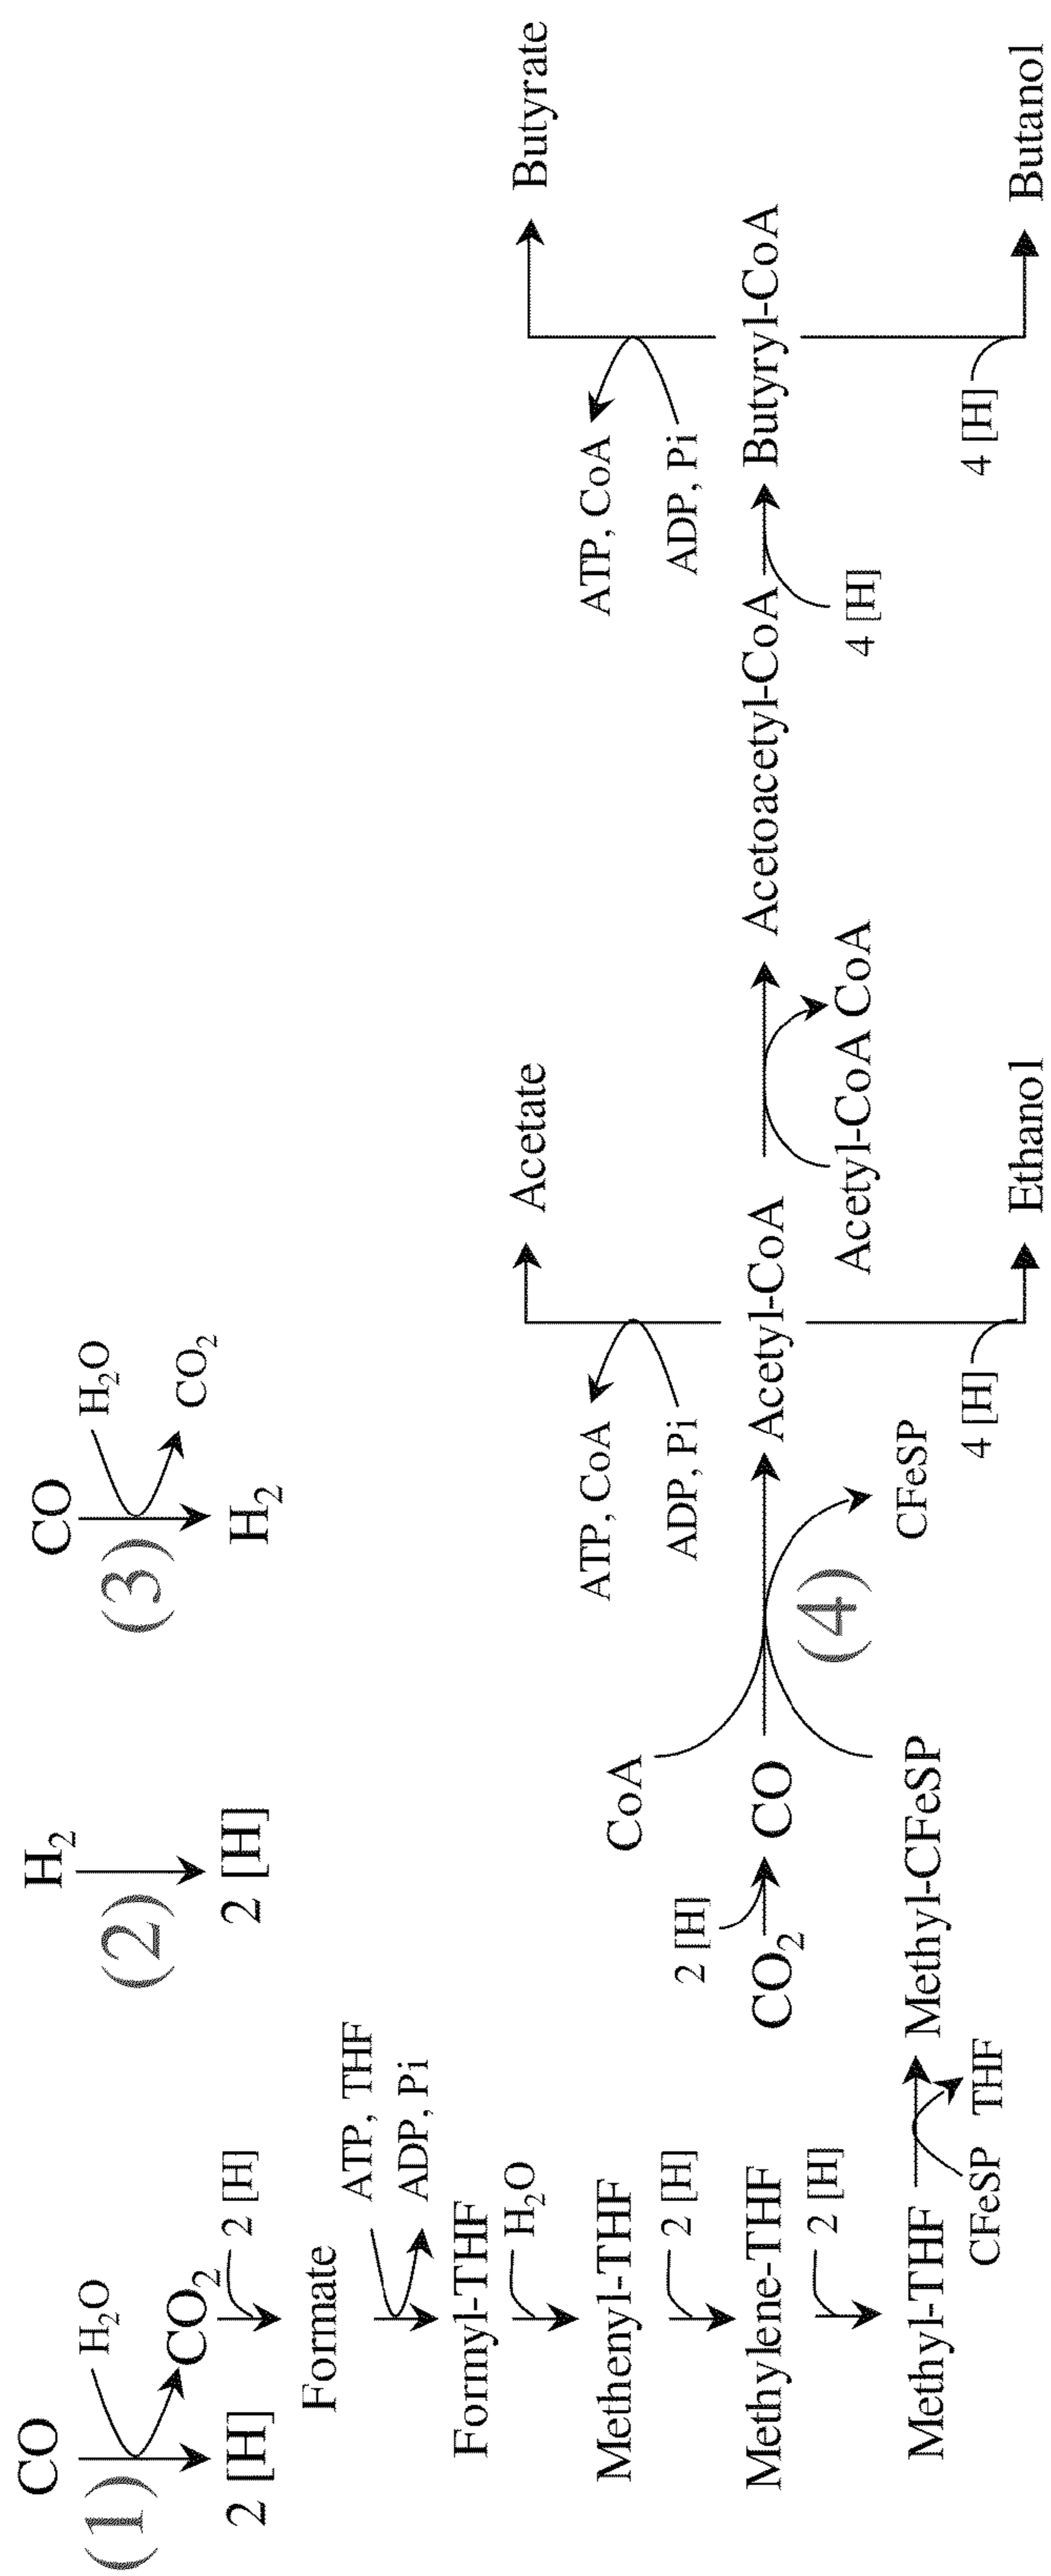 CO
(1)
H₂O
2 [H]
CO₂
2 [H]
Formate
ATP, THF
ADP, Pi
Formyl-THF
H₂O
Methenyl-THF
2 [H]
Methylene-THF
2 [H]
Methyl-THF
CFeSP
THF
Methyl-CFeSP
H₂
(2)
2 [H]
CO
(3)
H₂O
CO₂
H₂
CO₂
2 [H]
CO
CoA
(4)
CFeSP
Acetyl-CoA
ATP, CoA
ADP, Pi
Acetate
4 [H]
Ethanol
Acetyl-CoA CoA
Acetoacetyl-CoA
4 [H]
Butyryl-CoA
ATP, CoA
ADP, Pi
Butyrate
4 [H]
Butanol